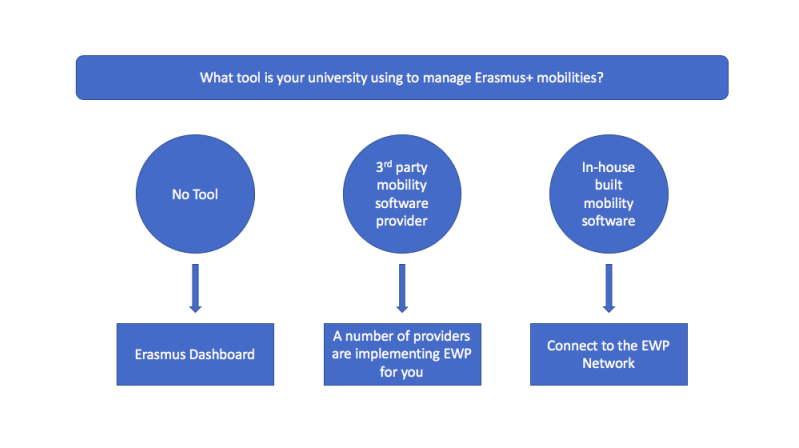 What tool is your university using to manage Erasmus+ mobilities?
No Tool
3rd party
mobility
software
provider
In-house
built
mobility
software
Erasmus Dashboard
A number of providers
are implementing EWP
for you
Connect to the EWP
Network